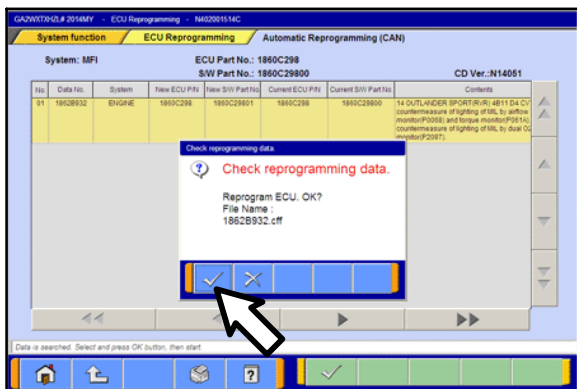 GA2WXTXHZL# 2014MY - ECU Reprogramming - N402001514C
System function
ECU Reprogramming
Automatic Reprogramming (CAN)
System: MFI
ECU Part No.: 1860C298
S/W Part No.: 1860C29800
CD Ver.:N14051
No. Data No. System New ECU P/N New S/W Part No Current ECU P/N Current S/W Part No. Contents
01 1862B932 ENGINE 1860C298 1860C29801 1860C298 1860C29800 14 OUTLANDER SPORT(RVR) 4B11 D4 CV
countermeasure of lighting of MIL by airflow
monitor(P0068) and torque monitor(P061A),
countermeasure of lighting of MIL by dual O2
monitor(P2087).
Check reprogramming data.
Check reprogramming data.
Reprogram ECU. OK?
File Name :
1862B932.cff
Data is searched. Select and press OK button, then start.